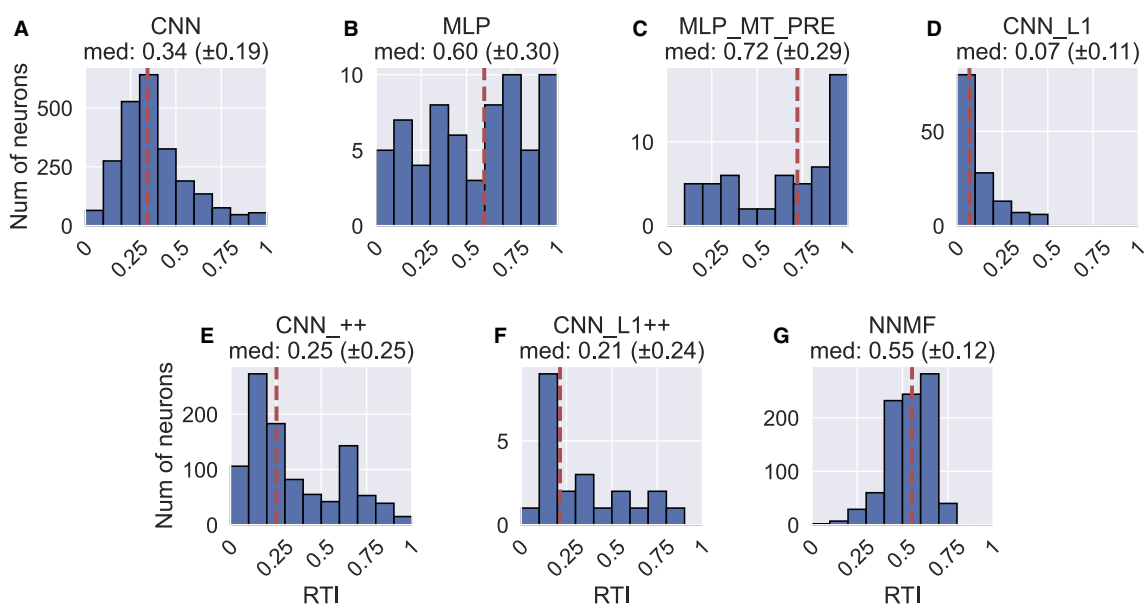 A
CNN
med: 0.34 (±0.19)
Num of neurons
500
250
0
0
0.25
0.5
0.75
1
B
MLP
med: 0.60 (±0.30)
10
5
0
0
0.25
0.5
0.75
1
C
MLP_MT_PRE
med: 0.72 (±0.29)
10
0
0
0.25
0.5
0.75
1
D
CNN_L1
med: 0.07 (±0.11)
50
0
0
0.25
0.5
0.75
1
E
CNN_++
med: 0.25 (±0.25)
Num of neurons
200
100
0
0
0.25
0.5
0.75
1
RTI
F
CNN_L1++
med: 0.21 (±0.24)
5
0
0
0.25
0.5
0.75
1
RTI
G
NNMF
med: 0.55 (±0.12)
200
100
0
0
0.25
0.5
0.75
1
RTI